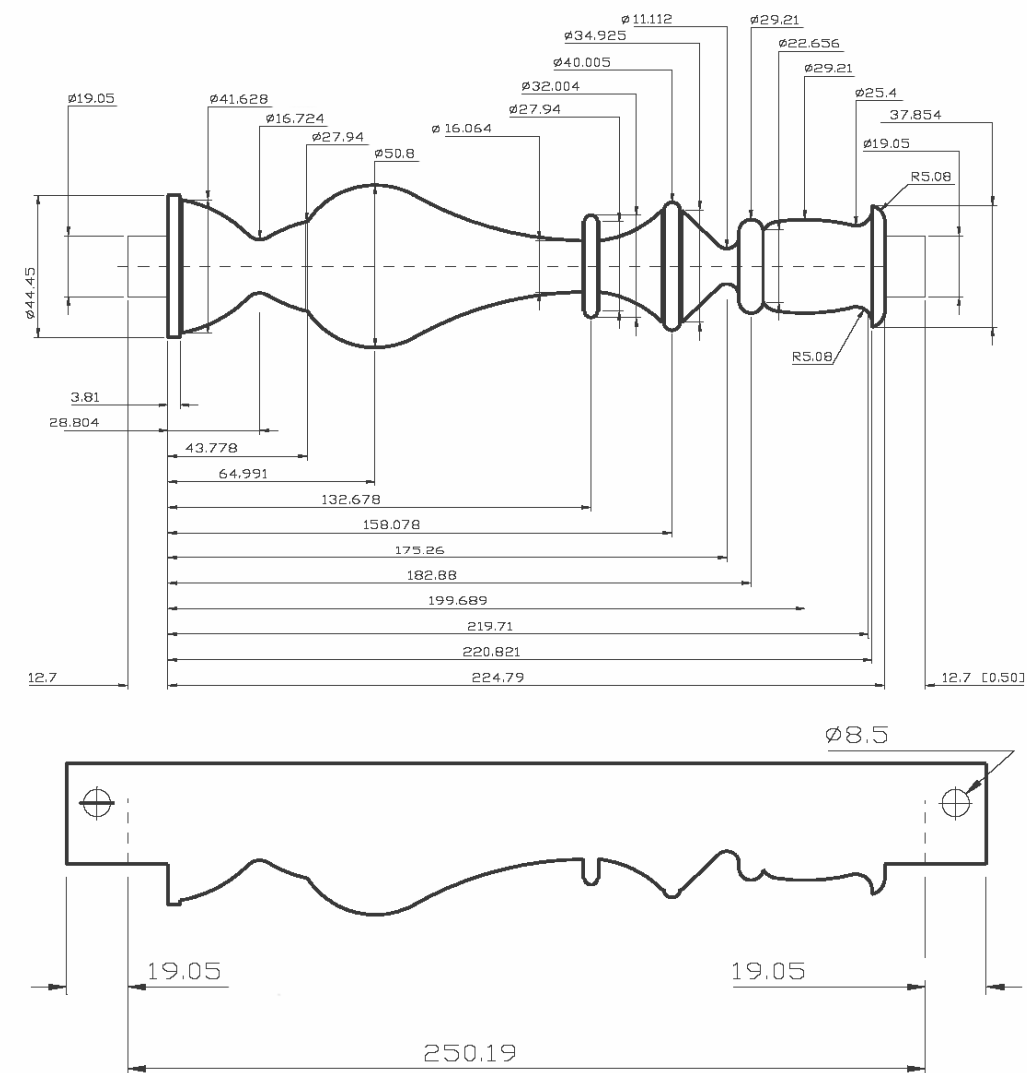 ø11.112
ø29.21
ø34.925
ø22.656
ø40.005
ø29.21
ø32.004
ø25.4
ø19.05
ø41.628
ø27.94
37.854
ø16.724
ø16.064
ø19.05
ø27.94
ø50.8
R5.08
ø44.45
R5.08
3.81
28.804
43.778
64.991
132.678
158.078
175.26
182.88
199.689
219.71
220.821
12.7
224.79
12.7 [0.50]
ø8.5
19.05
19.05
250.19